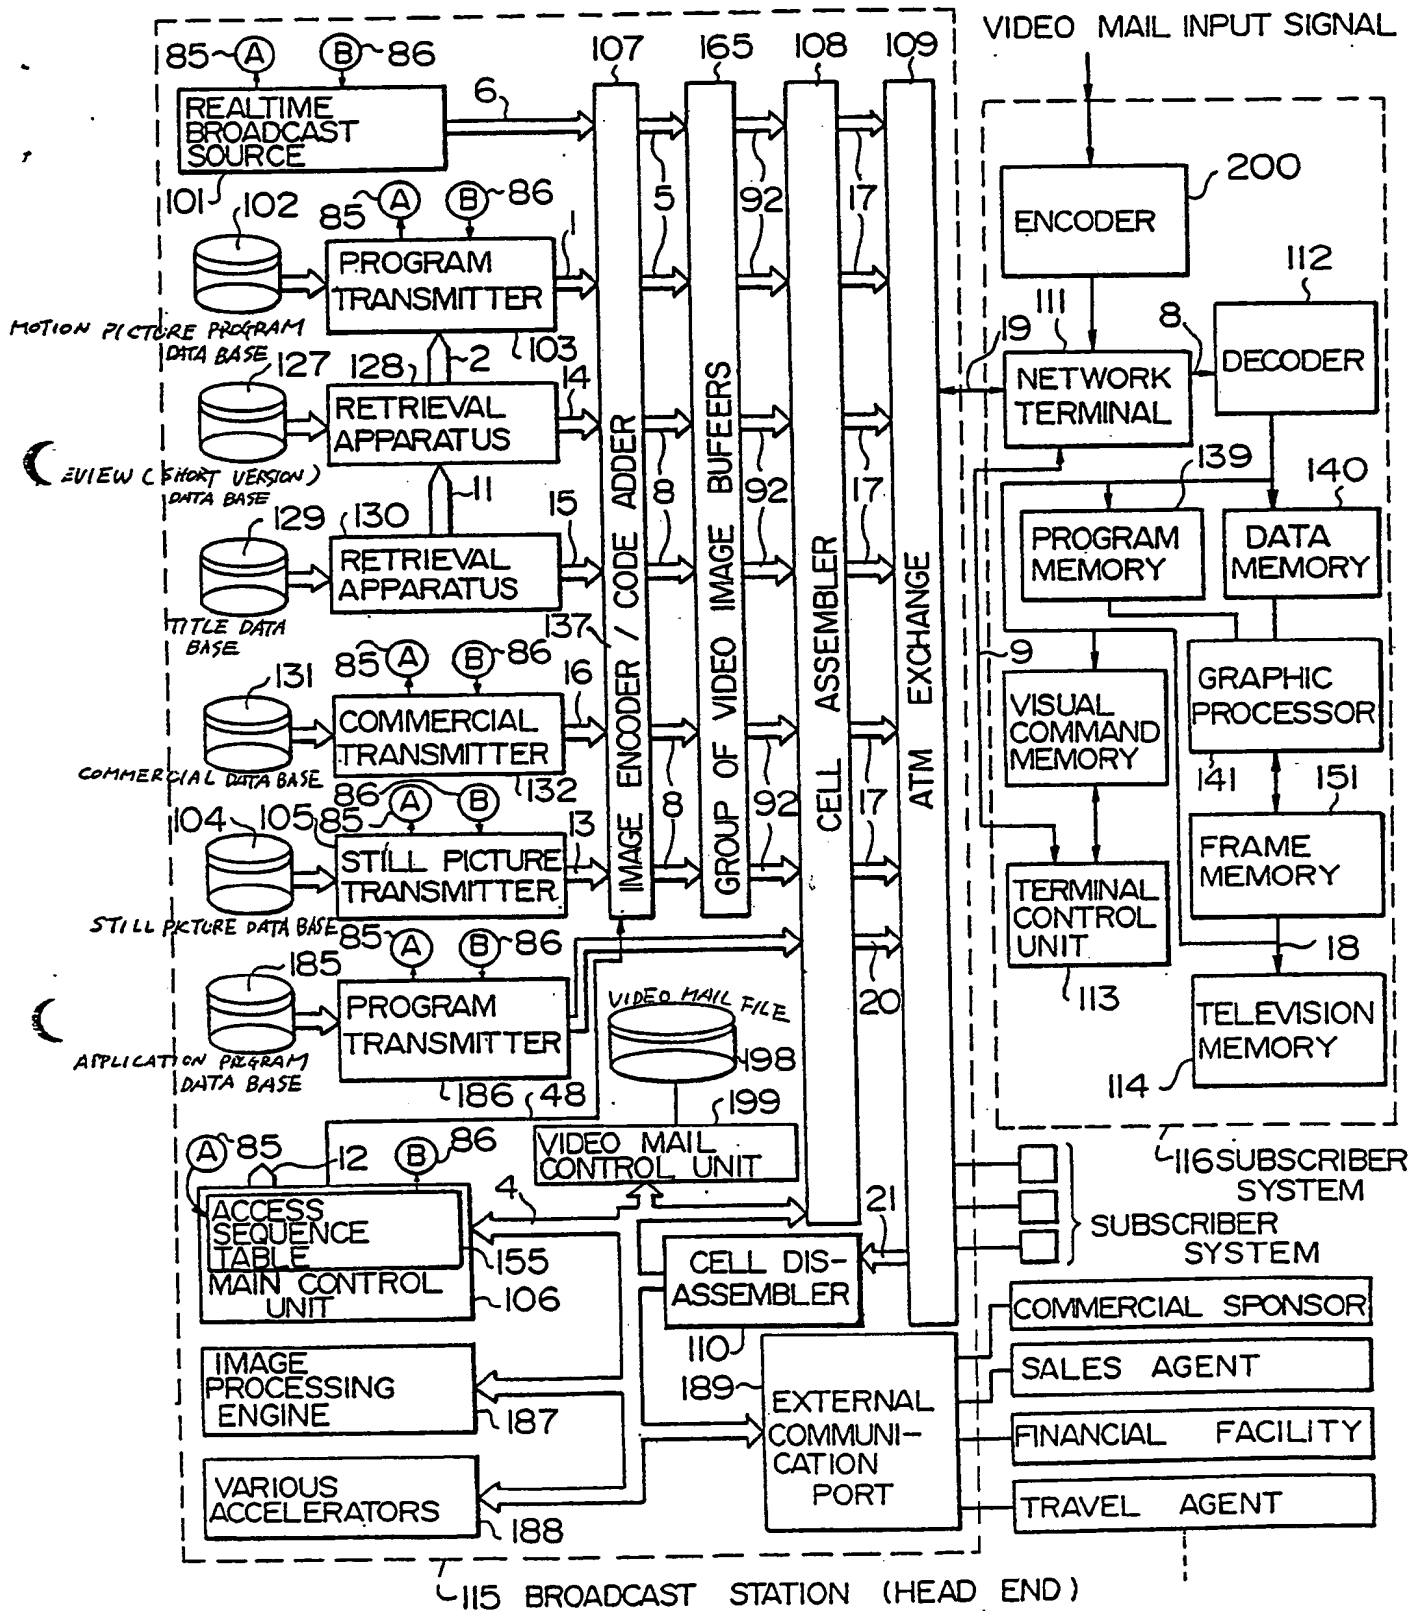 VIDEO MAIL INPUT SIGNAL
85 A B 86
107 165 108 109
REALTIME
BROADCAST
SOURCE
6
101
5 92 17
102
85 A B 86
1
PROGRAM
TRANSMITTER
MOTION PICTURE PROGRAM
DATA BASE
103
2
127
128
14
RETRIEVAL
APPARATUS
EVIEW (SHORT VERSION)
DATA BASE
11
8 92 17
129
130
15
RETRIEVAL
APPARATUS
TITLE DATA
BASE
137
85 A B 86
131
16
COMMERCIAL
TRANSMITTER
COMMERCIAL DATA BASE
132
8 92 17
86
85 A B
104
105
13
STILL PICTURE
TRANSMITTER
STILL PICTURE DATA BASE
85 A B 86
185
PROGRAM
TRANSMITTER
APPLICATION PROGRAM
DATA BASE
186
48
20
IMAGE ENCODER / CODE ADDER
GROUP OF VIDEO IMAGE BUFFERS
CELL ASSEMBLER
ATM EXCHANGE
VIDEO MAIL FILE
198
199
VIDEO MAIL
CONTROL UNIT
A 85
12
B 86
4
21
ACCESS
SEQUENCE
TABLE
155
MAIN CONTROL
UNIT
106
CELL DIS-
ASSEMBLER
110
IMAGE
PROCESSING
ENGINE
187
VARIOUS
ACCELERATORS
188
189
EXTERNAL
COMMUNI-
CATION
PORT
115 BROADCAST STATION (HEAD END)
ENCODER
200
111
19
NETWORK
TERMINAL
8
112
DECODER
139
140
PROGRAM
MEMORY
DATA
MEMORY
9
VISUAL
COMMAND
MEMORY
GRAPHIC
PROCESSOR
141
151
TERMINAL
CONTROL
UNIT
113
FRAME
MEMORY
18
TELEVISION
MEMORY
114
116 SUBSCRIBER
SYSTEM
SUBSCRIBER
SYSTEM
COMMERCIAL SPONSOR
SALES AGENT
FINANCIAL FACILITY
TRAVEL AGENT